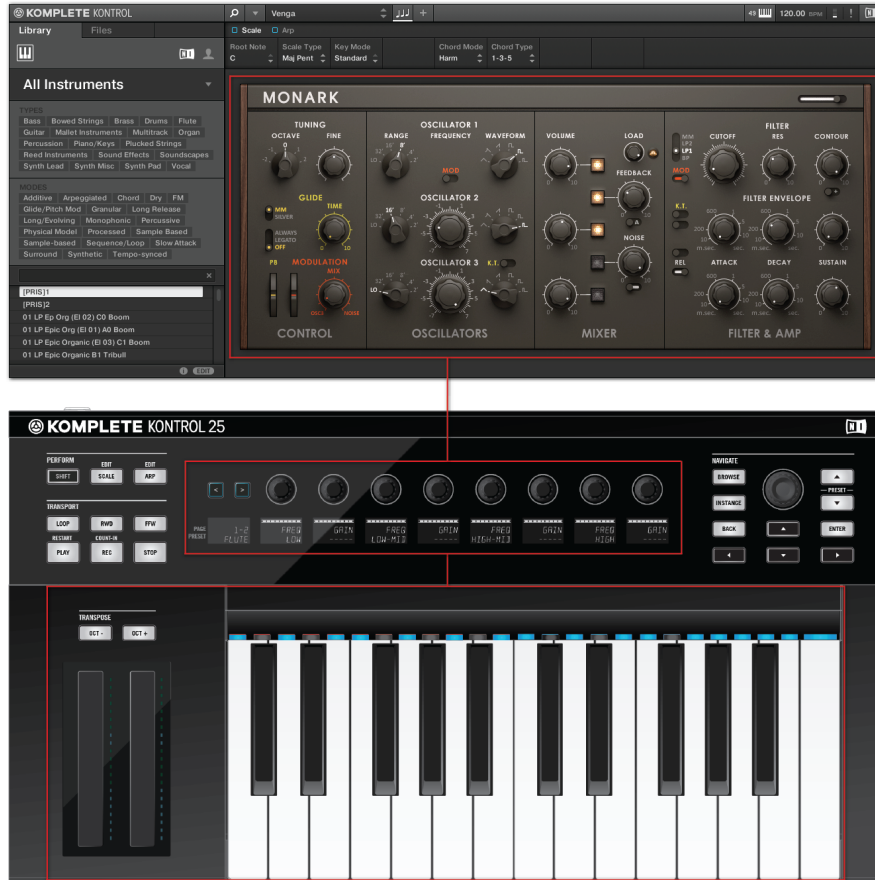 KOMPLETE KONTROL
Venga
49
120.00 BPM
Library Files
Scale Arp
Root Note Scale Type Key Mode Chord Mode Chord Type
C Maj Pent Standard Harm 1-3-5
All Instruments
TYPES
Bass Bowed Strings Brass Drums Flute
Guitar Mallet Instruments Multitrack Organ
Percussion Piano/Keys Plucked Strings
Reed Instruments Sound Effects Soundscapes
Synth Lead Synth Misc Synth Pad Vocal
MODES
Additive Arpeggiated Chord Dry FM
Glide/Pitch Mod Granular Long Release
Long/Evolving Monophonic Percussive
Physical Model Processed Sample Based
Sample-based Sequence/Loop Slow Attack
Surround Synthetic Tempo-synced
[PRIS]1
[PRIS]2
01 LP Ep Org (EI 02) C0 Boom
01 LP Epic Org (EI 01) A0 Boom
01 LP Epic Organic (EI 03) C1 Boom
01 LP Epic Organic B1 Tribull
EDIT
MONARK
TUNING
OCTAVE FINE
GLIDE
MM
SILVER
TIME
ALWAYS
LEGATO
OFF
PB MODULATION
MIX
OSC3 NOISE
CONTROL
OSCILLATOR 1
RANGE FREQUENCY WAVEFORM
MOD
OSCILLATOR 2
OSCILLATOR 3 K.T.
OSCILLATORS
VOLUME LOAD
FEEDBACK
NOISE
MIXER
FILTER
MM
LP2
LP1
BP
CUTOFF RES CONTOUR
MOD
K.T.
FILTER ENVELOPE
REL ATTACK DECAY SUSTAIN
m.sec. sec. m.sec. sec.
FILTER & AMP
KOMPLETE KONTROL 25
PERFORM
EDIT EDIT
SHIFT SCALE ARP
TRANSPORT
LOOP RWD FFW
RESTART COUNT-IN
PLAY REC STOP
PAGE 1-2 FREQ GAIN FREQ GAIN FREQ GAIN FREQ GAIN
PRESET FLUTE LOW ----- LOW-MID ----- HIGH-MID ----- HIGH -----
NAVIGATE
BROWSE
PRESET
INSTANCE
BACK ENTER
TRANSPOSE
OCT - OCT +